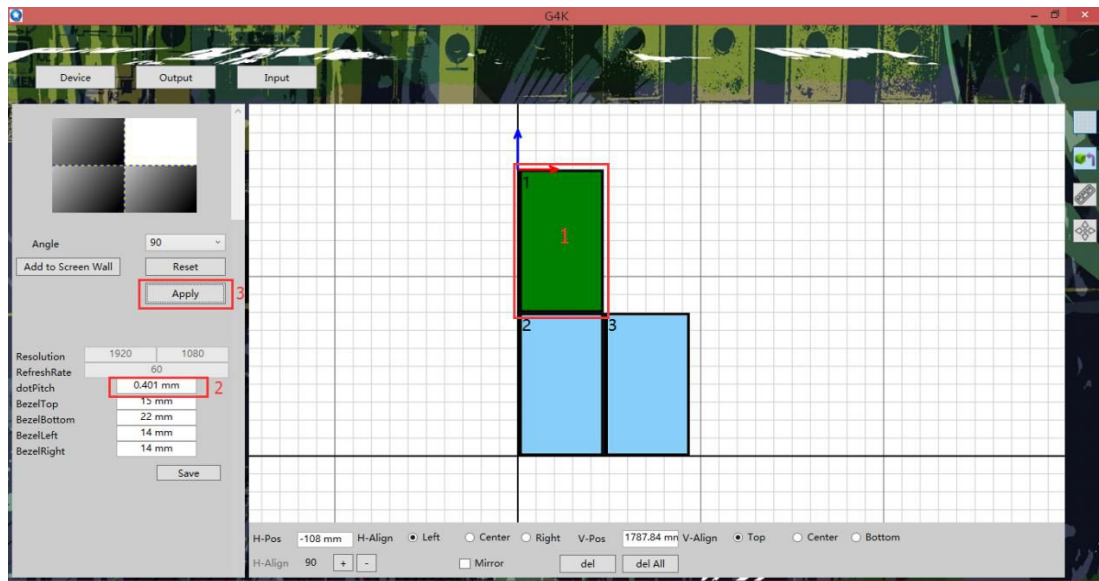 G4K
Device Output Input
Angle 90
Add to Screen Wall Reset
Apply 3
Resolution 1920 1080
RefreshRate 60
dotPitch 0.401 mm 2
BezelTop 15 mm
BezelBottom 22 mm
BezelLeft 14 mm
BezelRight 14 mm
Save
1
1
2 3
H-Pos -108 mm H-Align Left Center Right V-Pos 1787.84 mm V-Align Top Center Bottom
H-Align 90 + - Mirror del del All